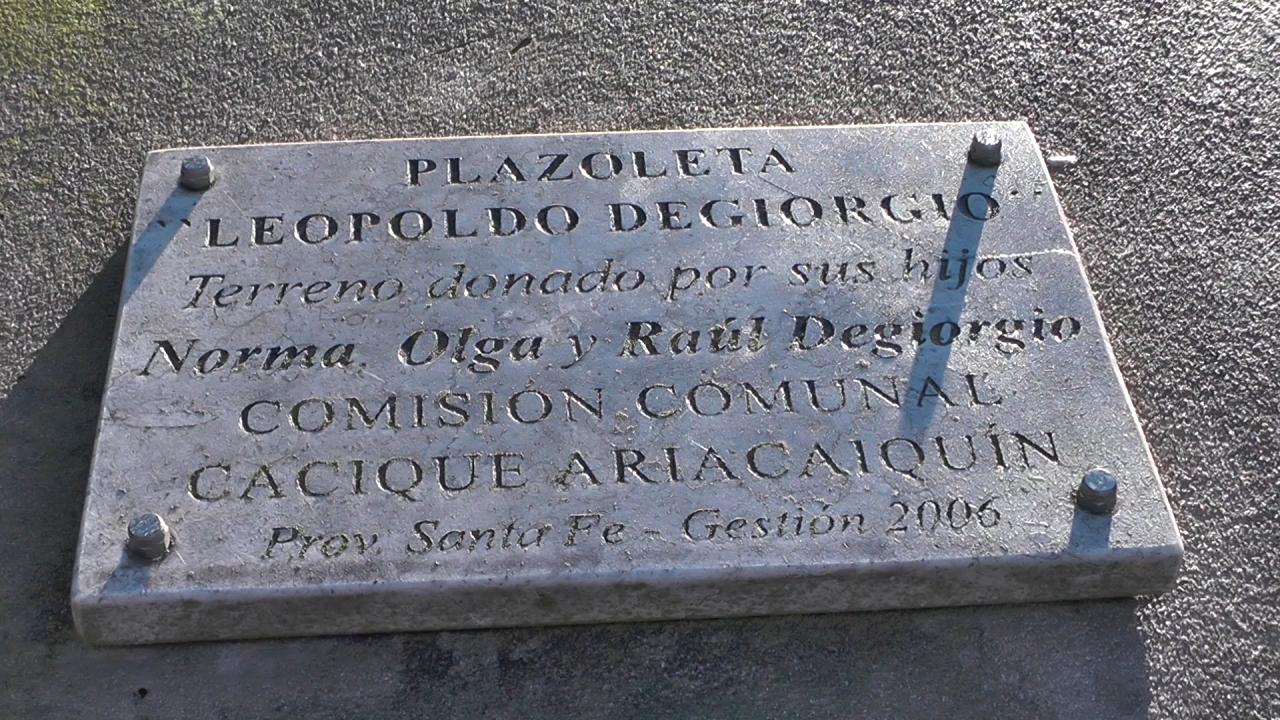 PLAZOLETA
``LEOPOLDO DEGIORGIO´´
Terreno donado por sus hijos
Norma, Olga y Raúl Degiorgio
COMISIÓN COMUNAL
CACIQUE ARIACAIQUÍN
Prov. Santa Fe - Gestión 2006